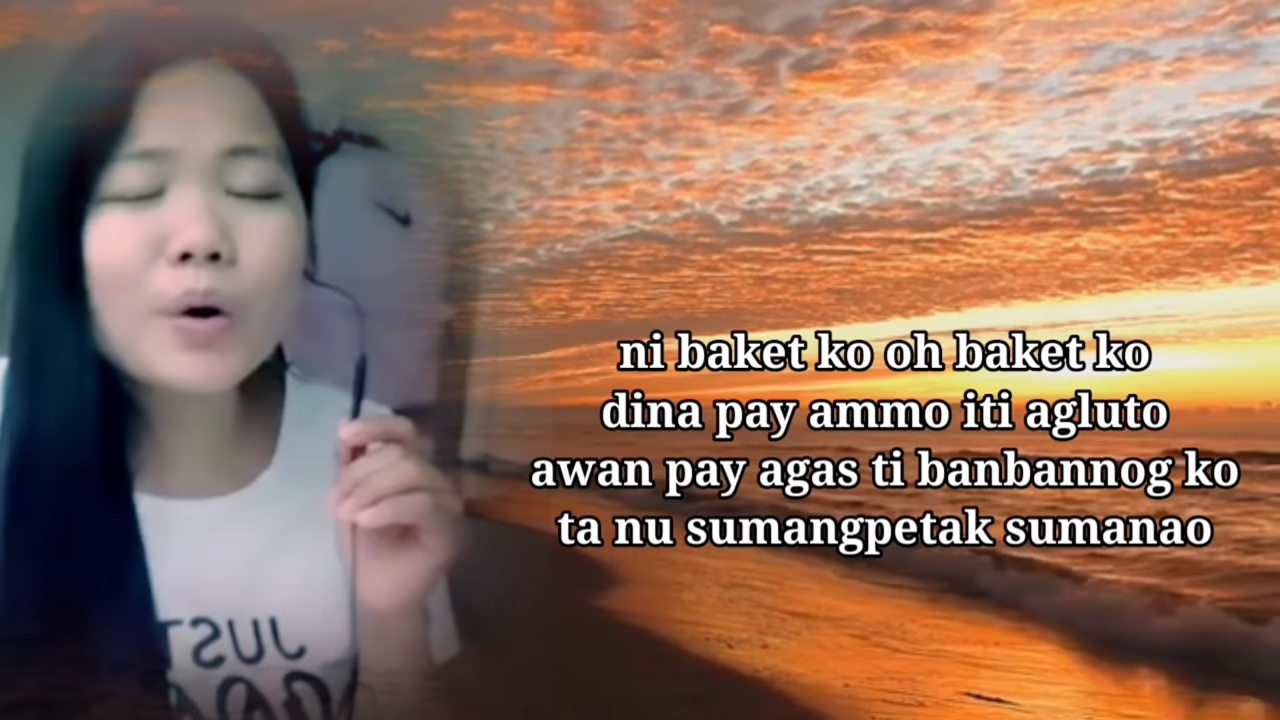 ni baket ko oh baket ko
dina pay ammo iti agluto
awan pay agas ti banbannog ko
ta nu sumangpetak sumanao
JUST